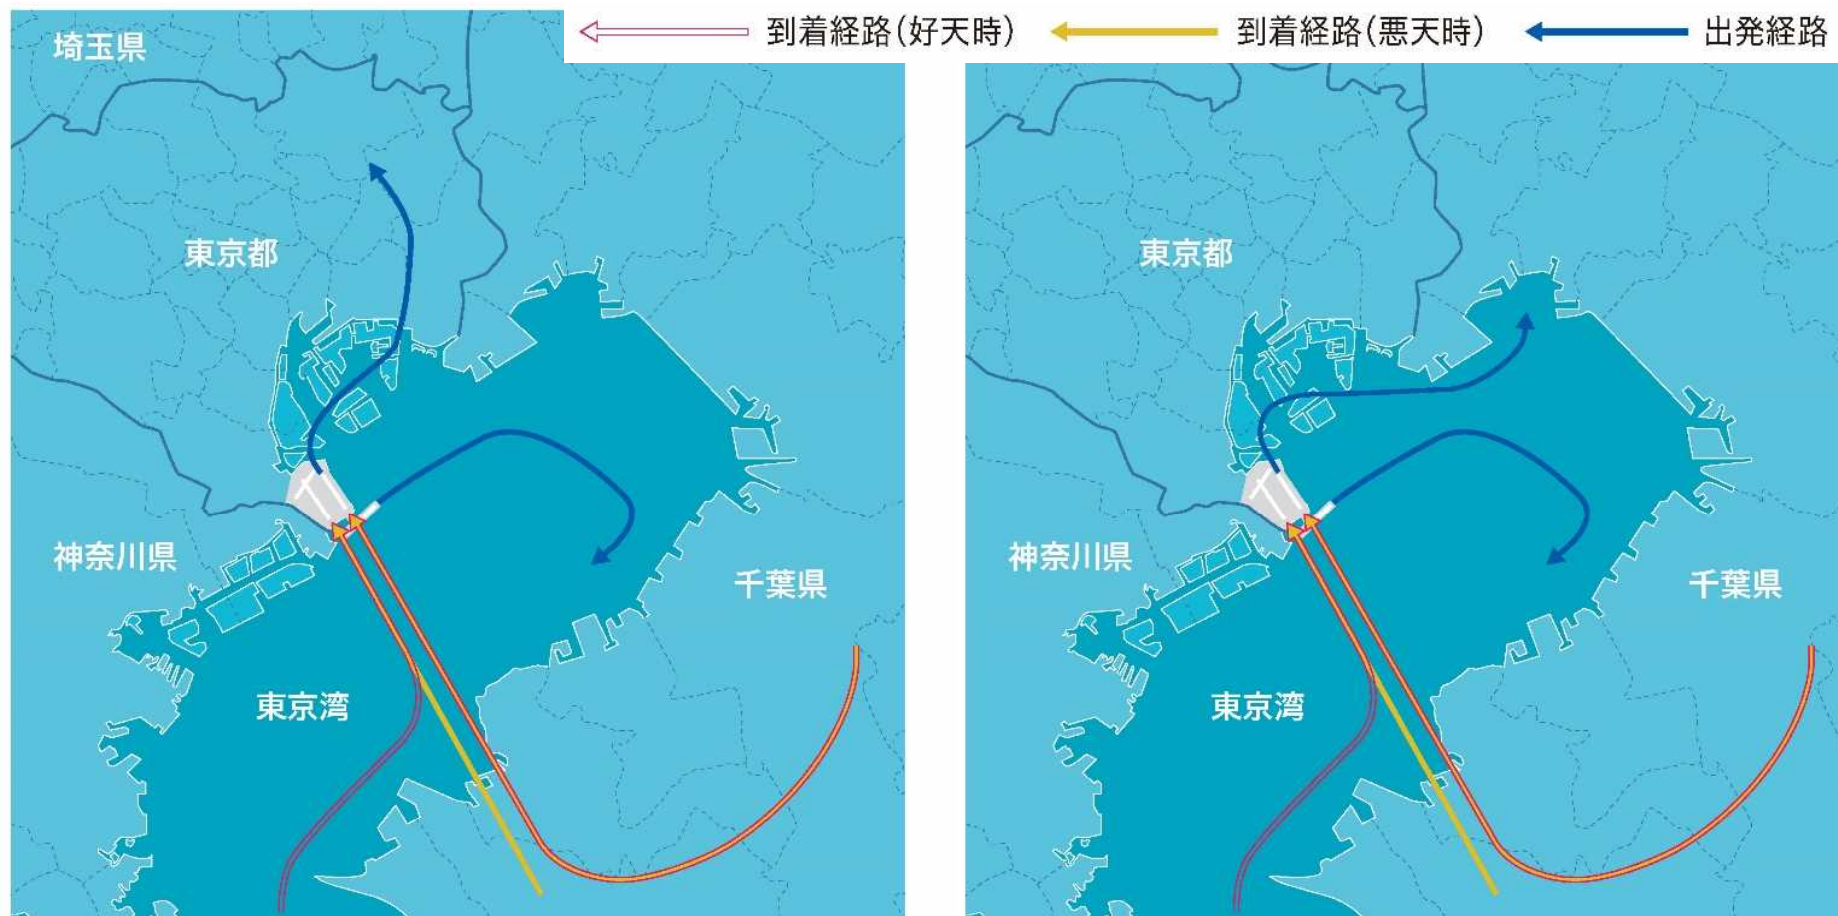 到着経路(好天時)
到着経路(悪天時)
出発経路
埼玉県
東京都
神奈川県
千葉県
東京湾
東京都
神奈川県
千葉県
東京湾